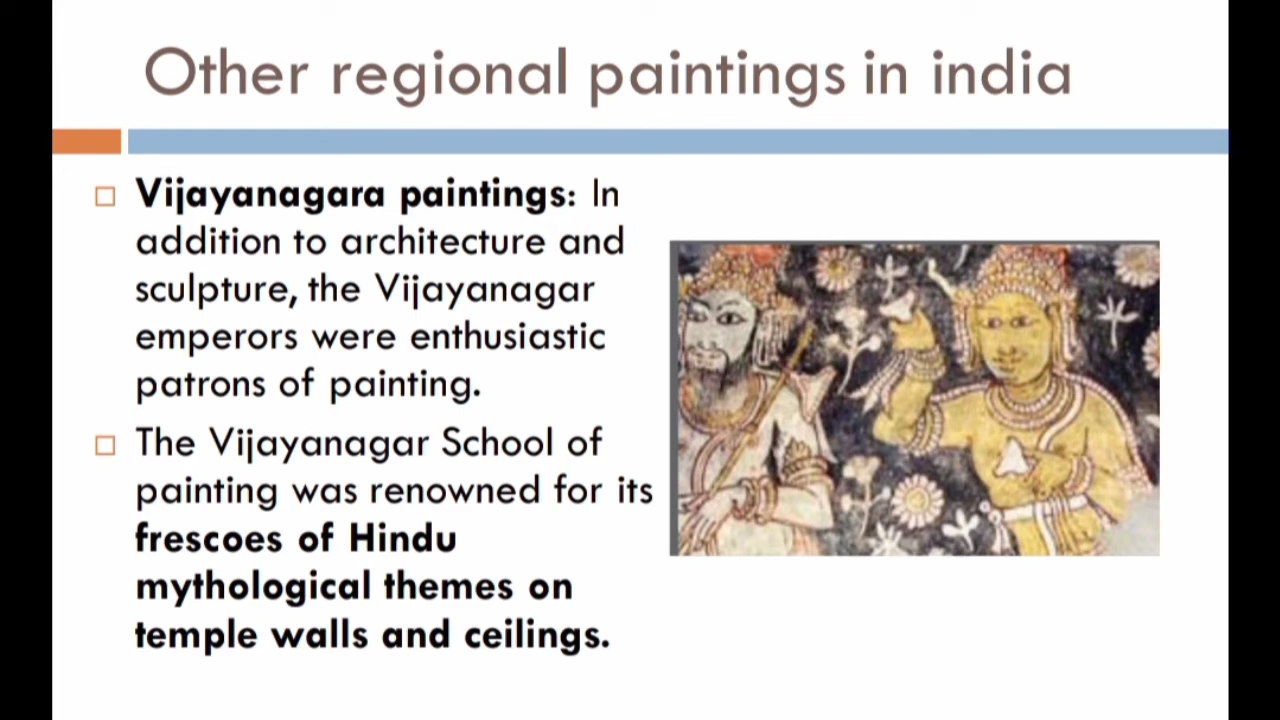 Other regional paintings in india
Vijayanagara paintings: In
addition to architecture and
sculpture, the Vijayanagar
emperors were enthusiastic
patrons of painting.
The Vijayanagar School of
painting was renowned for its
frescoes of Hindu
mythological themes on
temple walls and ceilings.